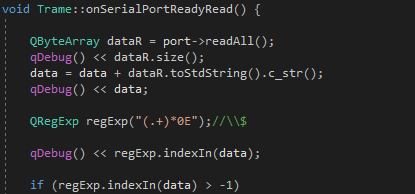 void Trame::onSerialPortReadyRead() {
QByteArray dataR = port->readAll();
qDebug() << dataR.size();
data = data + dataR.toStdString().c_str();
qDebug() << data;
QRegExp regExp("(.+)*0E");//\\$
qDebug() << regExp.indexIn(data);
if (regExp.indexIn(data) > -1)